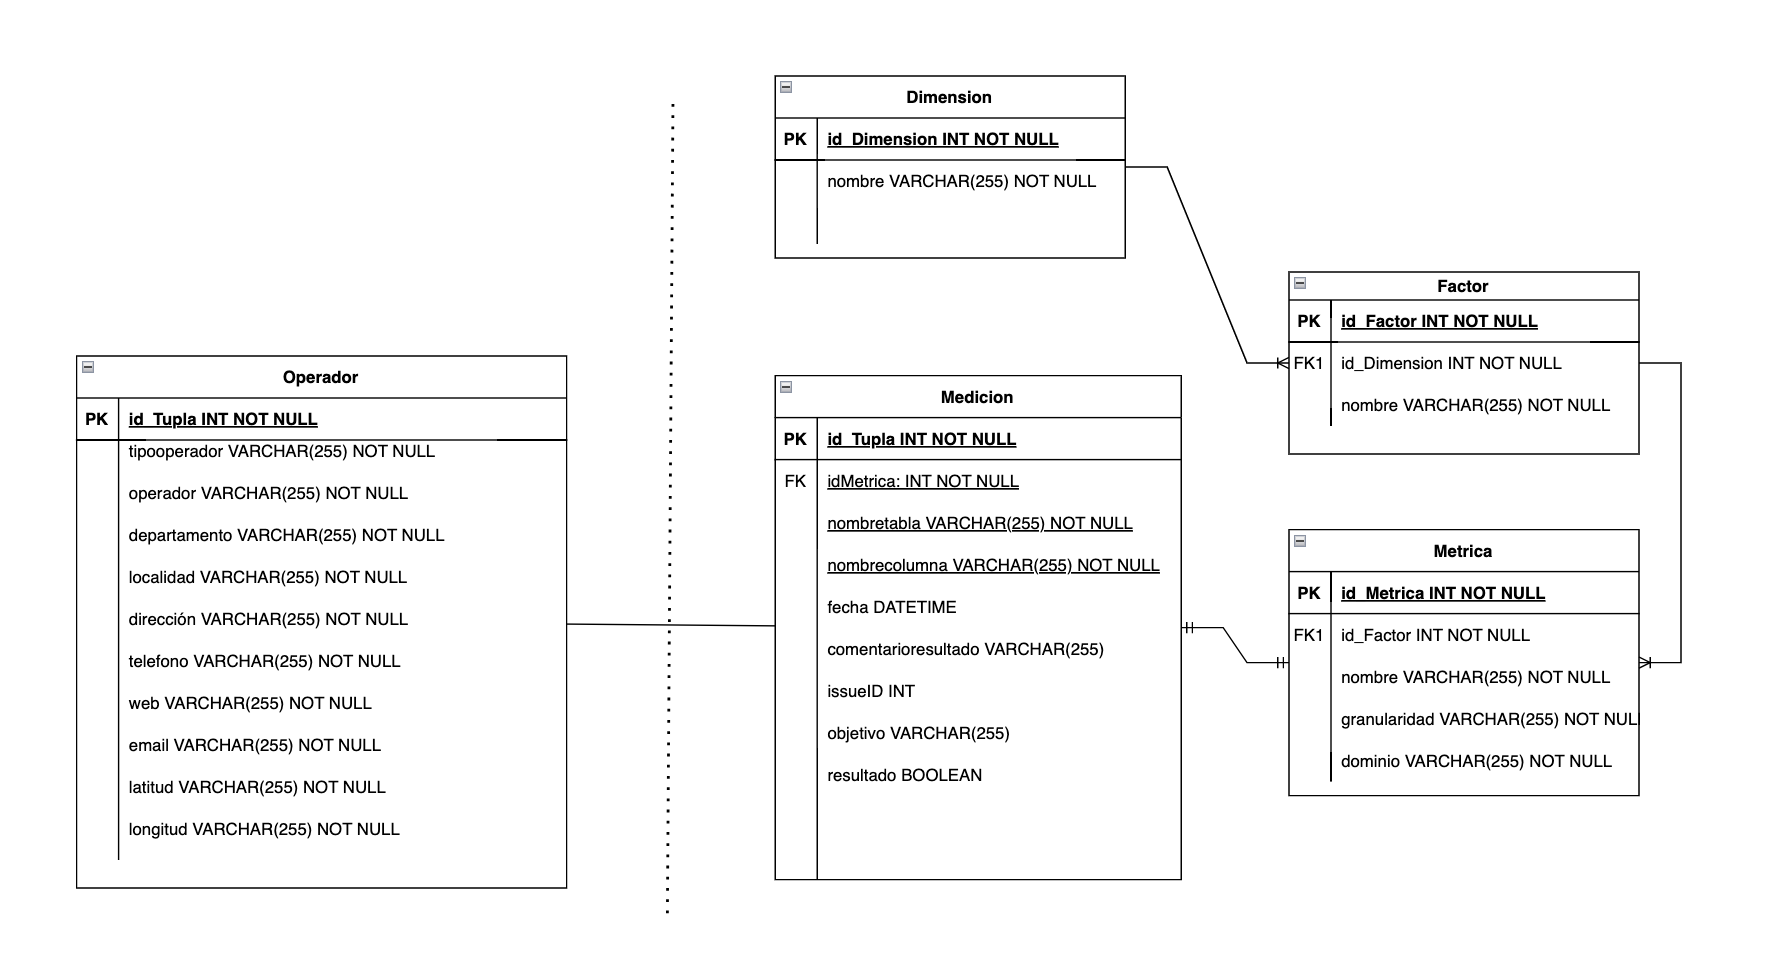 Dimension
PK id_Dimension INT NOT NULL
nombre VARCHAR(255) NOT NULL
Factor
PK id_Factor INT NOT NULL
FK1 id_Dimension INT NOT NULL
nombre VARCHAR(255) NOT NULL
Operador
PK id_Tupla INT NOT NULL
tipooperador VARCHAR(255) NOT NULL
operador VARCHAR(255) NOT NULL
departamento VARCHAR(255) NOT NULL
localidad VARCHAR(255) NOT NULL
dirección VARCHAR(255) NOT NULL
telefono VARCHAR(255) NOT NULL
web VARCHAR(255) NOT NULL
email VARCHAR(255) NOT NULL
latitud VARCHAR(255) NOT NULL
longitud VARCHAR(255) NOT NULL
Medicion
PK id_Tupla INT NOT NULL
FK idMetrica: INT NOT NULL
nombretabla VARCHAR(255) NOT NULL
nombrecolumna VARCHAR(255) NOT NULL
fecha DATETIME
comentarioresultado VARCHAR(255)
issueID INT
objetivo VARCHAR(255)
resultado BOOLEAN
Metrica
PK id_Metrica INT NOT NULL
FK1 id_Factor INT NOT NULL
nombre VARCHAR(255) NOT NULL
granularidad VARCHAR(255) NOT NUL
dominio VARCHAR(255) NOT NULL